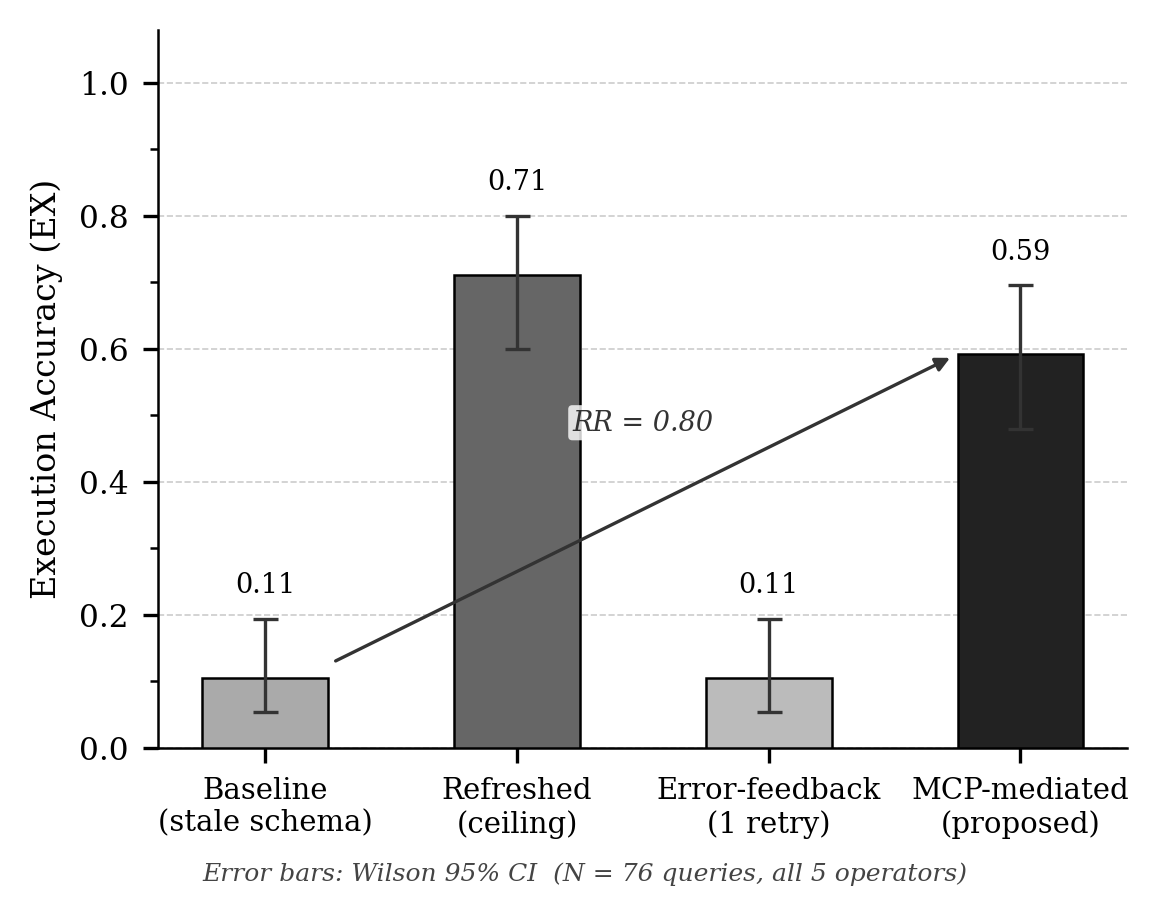 Execution Accuracy (EX)
1.0
0.8
0.6
0.4
0.2
0.0
0.11
0.71
0.11
0.59
RR = 0.80
Baseline
(stale schema)
Refreshed
(ceiling)
Error-feedback
(1 retry)
MCP-mediated
(proposed)
Error bars: Wilson 95% CI (N = 76 queries, all 5 operators)